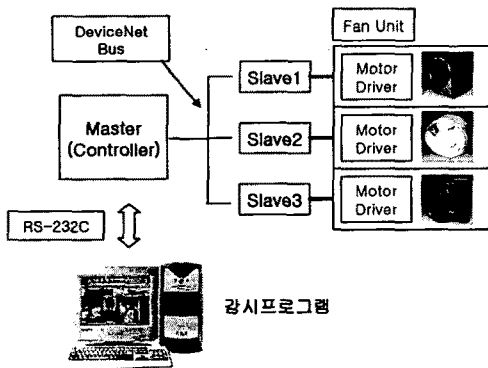 DeviceNet
Bus
Fan Unit
Slave1
Motor
Driver
Master
(Controller)
Slave2
Motor
Driver
Slave3
Motor
Driver
RS-232C
감시프로그램